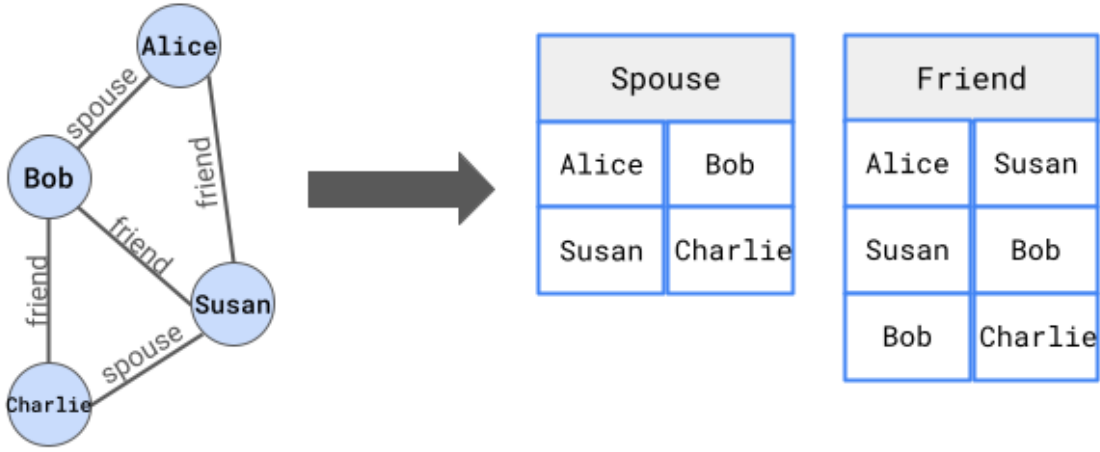 Alice
spouse
Bob
friend
friend
friend
Susan
spouse
Charlie
Spouse
Alice Bob
Susan Charlie
Friend
Alice Susan
Susan Bob
Bob Charlie